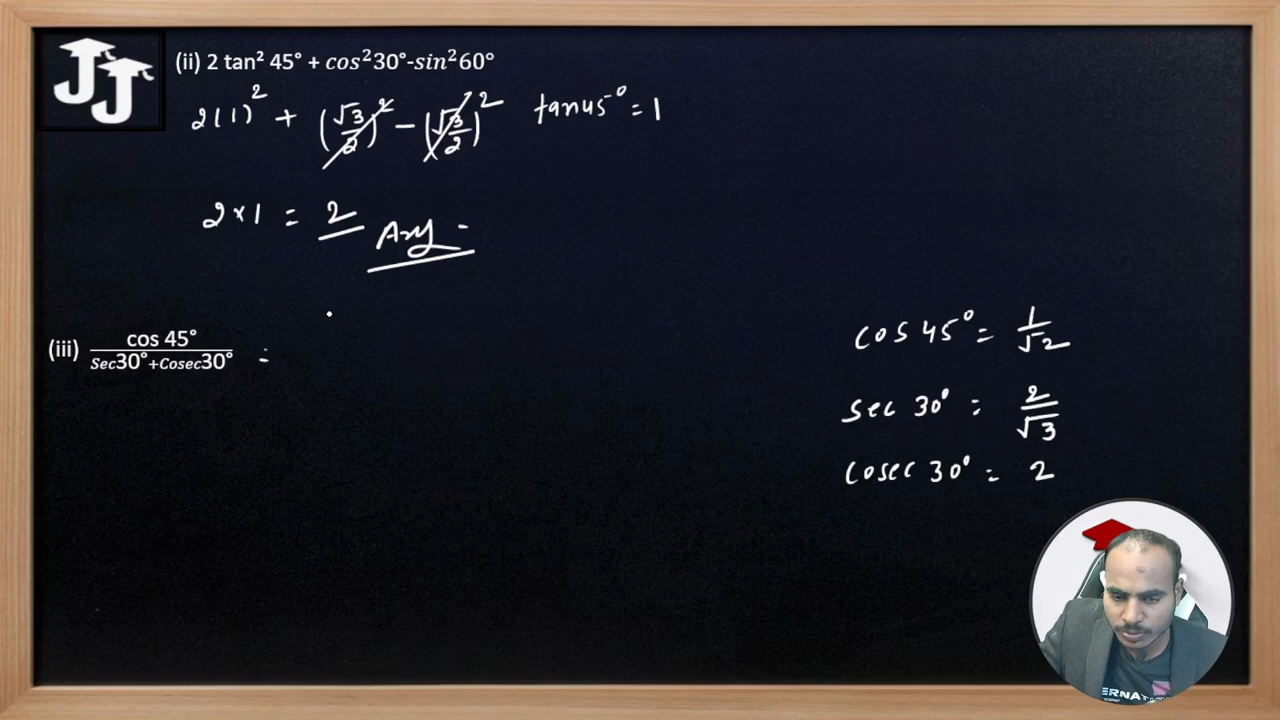 JJ
(ii) 2 tan² 45° + cos²30°-sin²60°
2(1)² + (√3/2)² - (√3/2)² tan45° = 1
2×1 = 2 Ans -
(iii) cos 45° / Sec30°+Cosec30° =
cos 45° = 1/√2
sec 30° = 2/√3
cosec 30° = 2
ERNAT